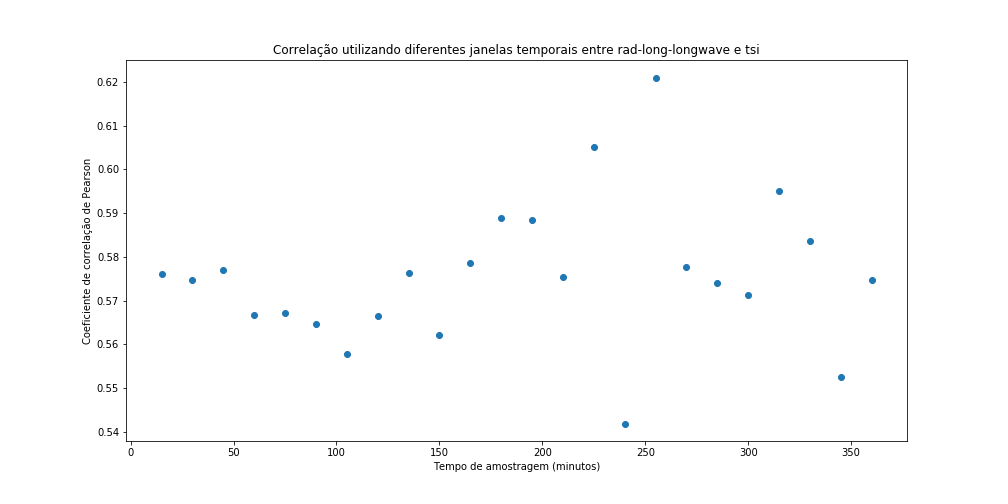 Correlação utilizando diferentes janelas temporais entre rad-long-longwave e tsi
Coeficiente de correlação de Pearson
0.62
0.61
0.60
0.59
0.58
0.57
0.56
0.55
0.54
0 50 100 150 200 250 300 350
Tempo de amostragem (minutos)